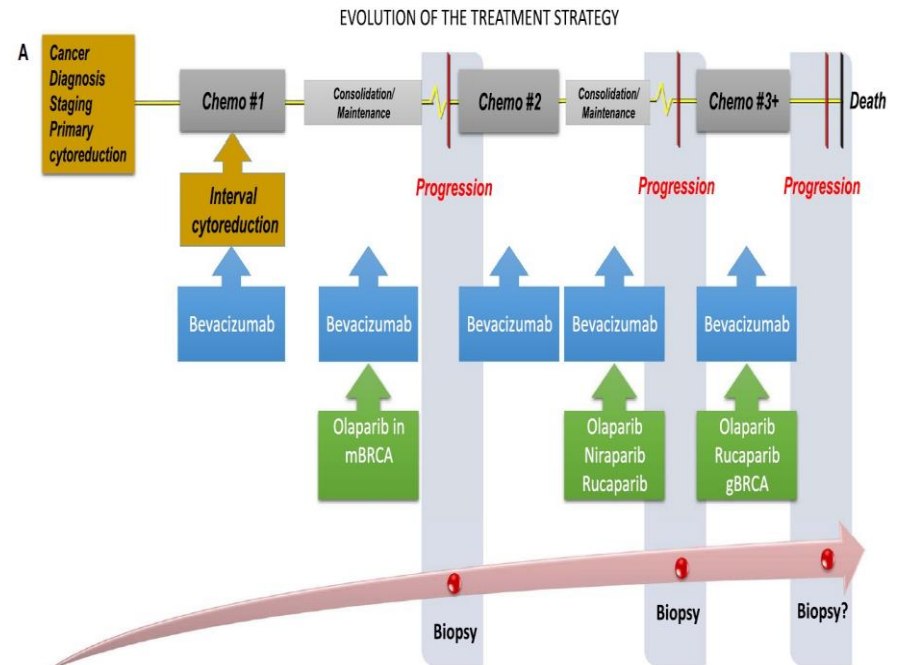 EVOLUTION OF THE TREATMENT STRATEGY
A
Cancer
Diagnosis
Staging
Primary
cytoreduction
Chemo #1
Consolidation/
Maintenance
Chemo #2
Consolidation/
Maintenance
Chemo #3+
Death
Interval
cytoreduction
Progression
Progression
Progression
Bevacizumab
Bevacizumab
Bevacizumab
Bevacizumab
Bevacizumab
Olaparib in
mBRCA
Olaparib
Niraparib
Rucaparib
Olaparib
Rucaparib
gBRCA
Biopsy
Biopsy
Biopsy?